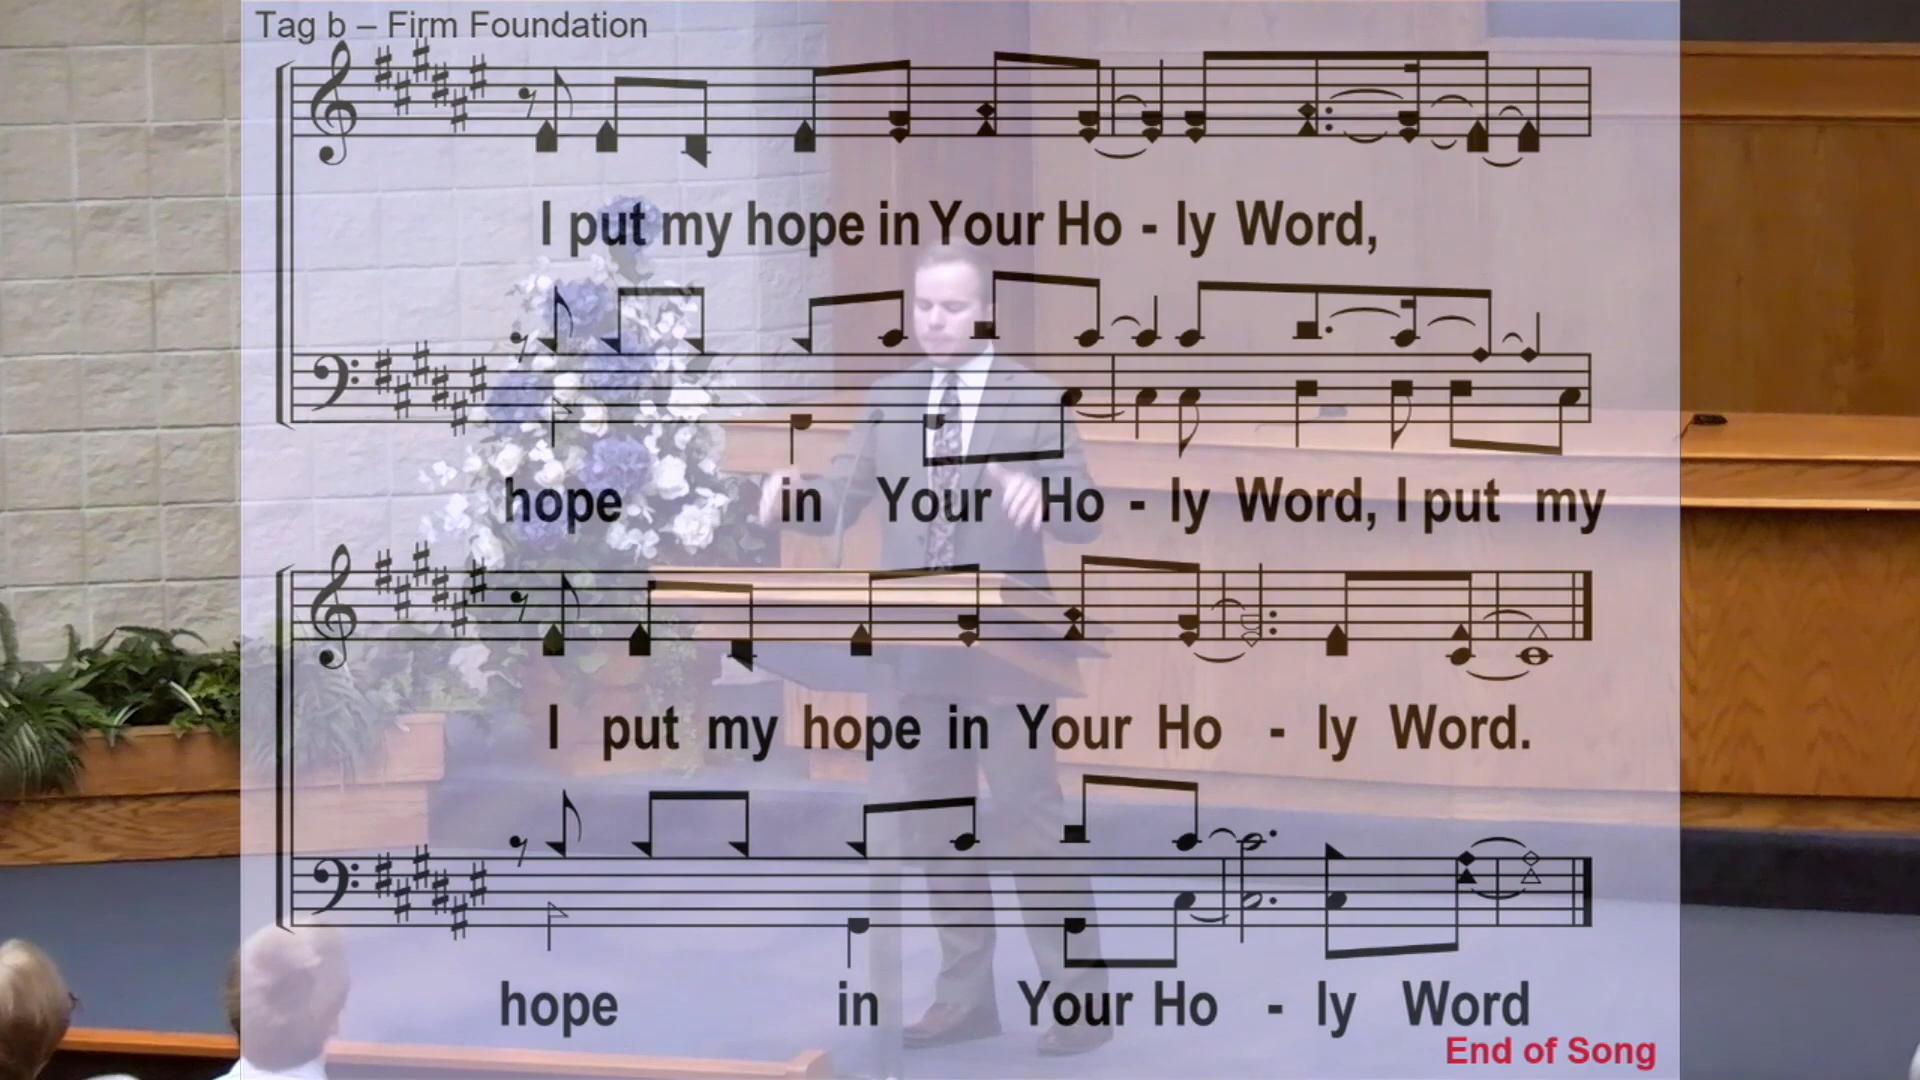 Tag b – Firm Foundation
I put my hope in Your Ho - ly Word,
hope in Your Ho - ly Word, I put my
I put my hope in Your Ho - ly Word.
hope in Your Ho - ly Word
End of Song